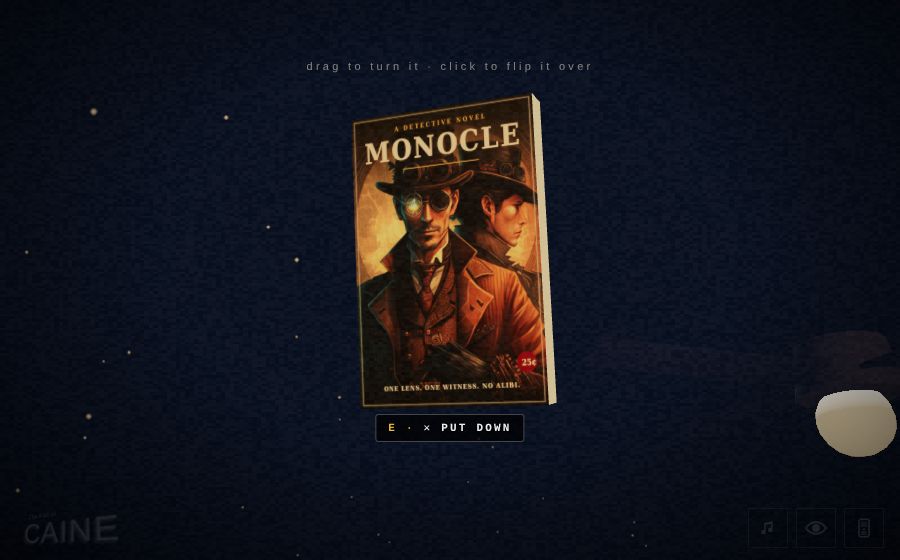 drag to turn it · click to flip it over
A DETECTIVE NOVEL
MONOCLE
25¢
ONE LENS. ONE WITNESS. NO ALIBI.
E · × PUT DOWN
CAINE